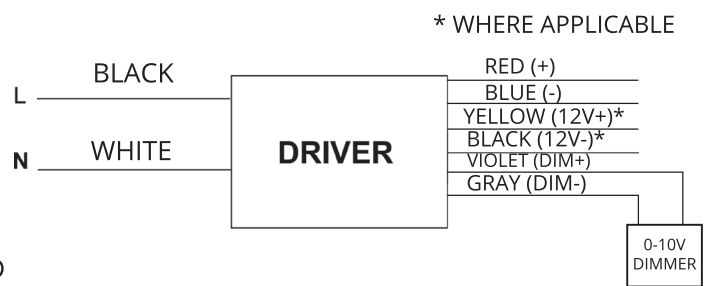 * WHERE APPLICABLE
BLACK
L
WHITE
N
DRIVER
RED (+)
BLUE (-)
YELLOW (12V+)*
BLACK (12V-)*
VIOLET (DIM+)
GRAY (DIM-)
0-10V
DIMMER